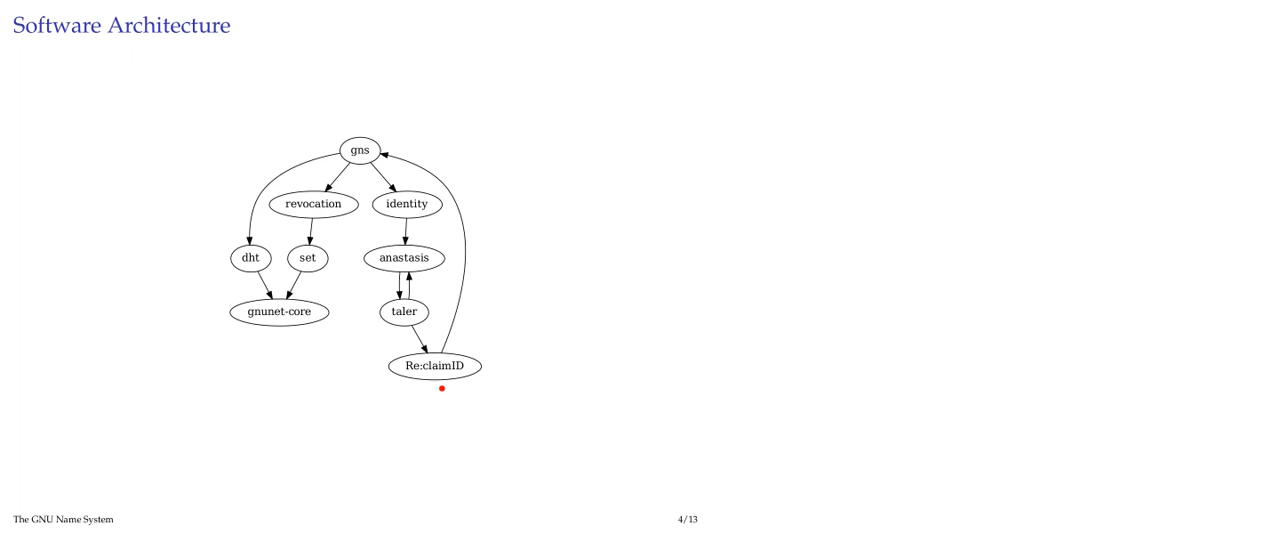 Software Architecture
gns
revocation
identity
dht
set
anastasis
gnunet-core
taler
Re:claimID
The GNU Name System
4/13